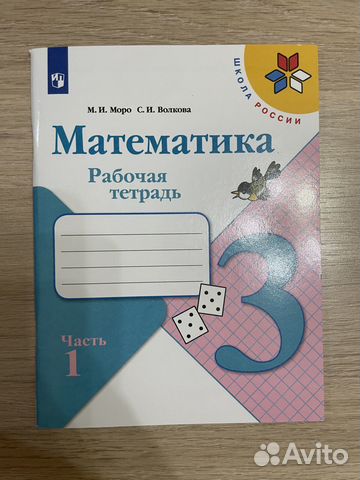 ШКОЛА РОССИИ
М. И. Моро С. И. Волкова
Математика
Рабочая
тетрадь
3
Часть
1
Avito